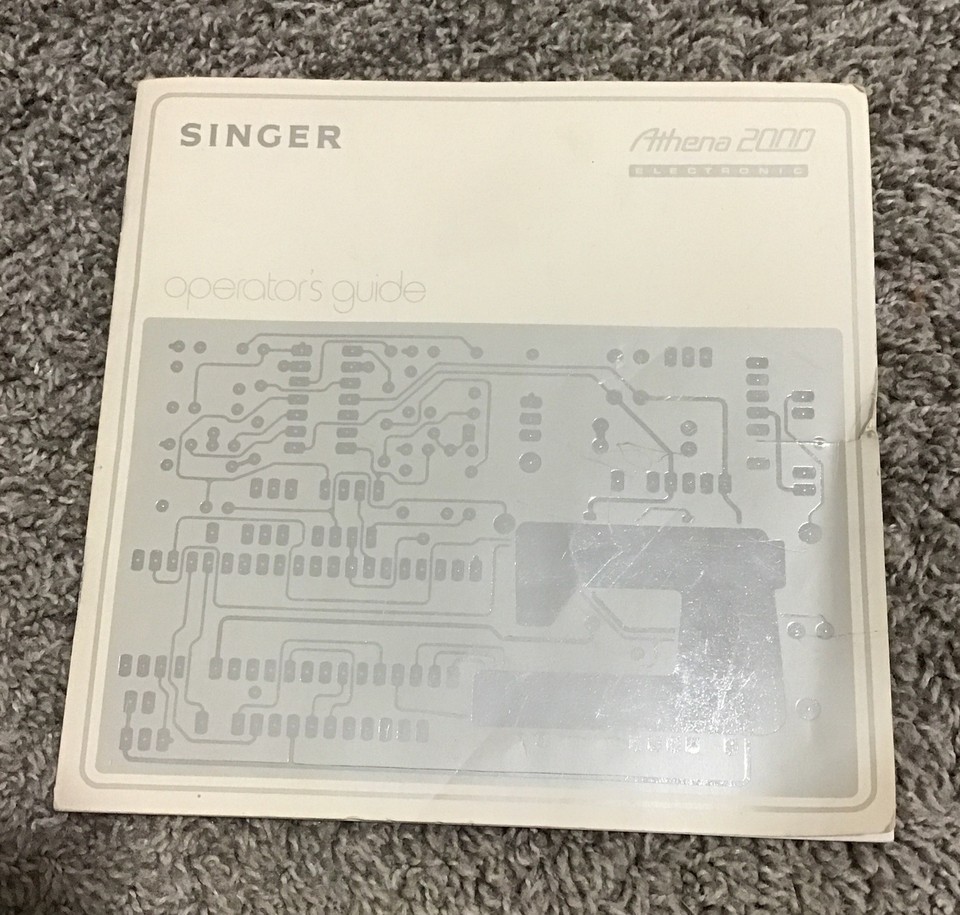 SINGER
Athena 2000
ELECTRONIC
operator's guide